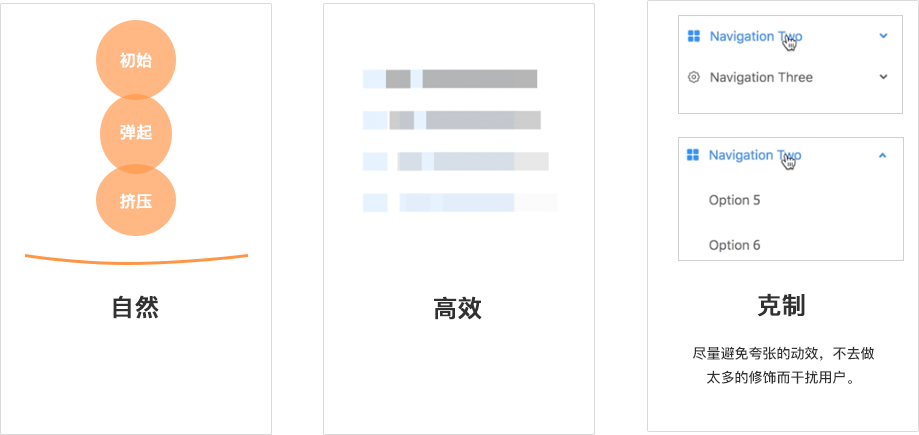 初始
弹起
挤压
自然
高效
Navigation Two
Navigation Three
Navigation Two
Option 5
Option 6
克制
尽量避免夸张的动效，不去做
太多的修饰而干扰用户。